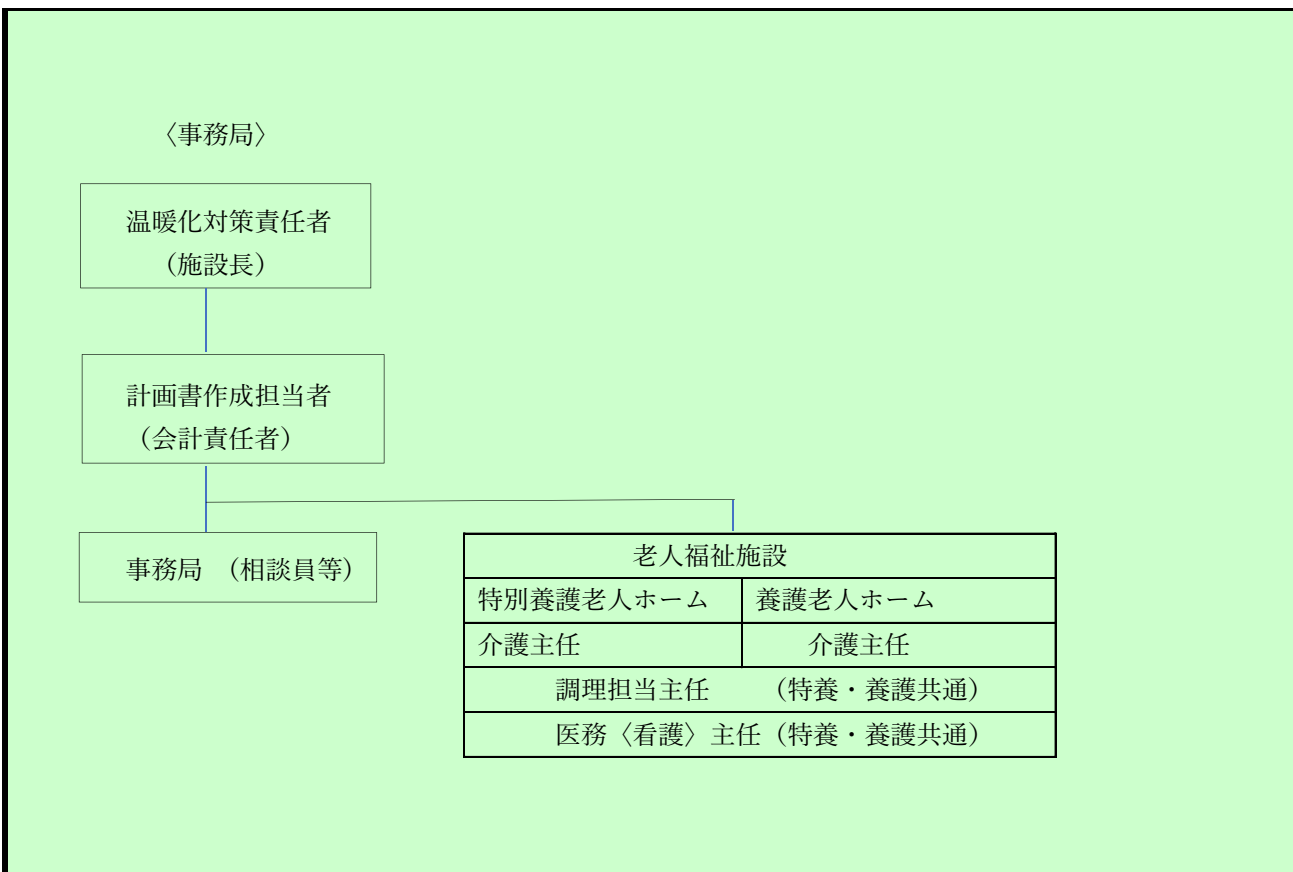 〈事務局〉
温暖化対策責任者
（施設長）
計画書作成担当者
（会計責任者）
事務局　（相談員等）
老人福祉施設
特別養護老人ホーム　養護老人ホーム
介護主任　介護主任
調理担当主任　（特養・養護共通）
医務〈看護〉主任（特養・養護共通）